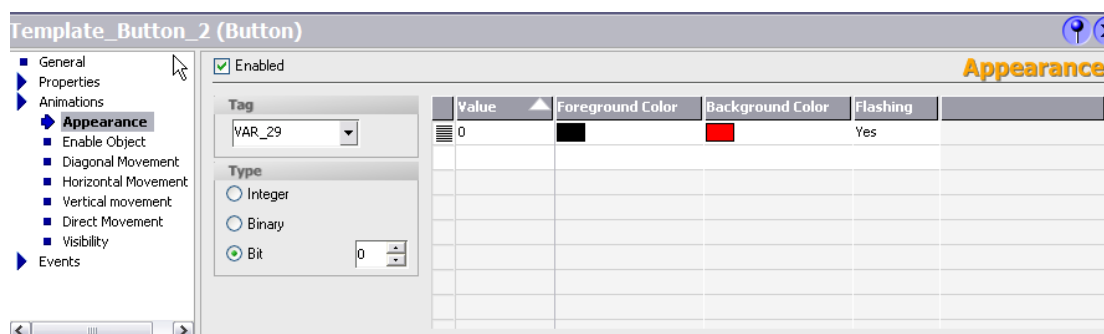 Template_Button_2 (Button)
General
Properties
Animations
Appearance
Enable Object
Diagonal Movement
Horizontal Movement
Vertical movement
Direct Movement
Visibility
Events
Enabled
Appearance
Tag
VAR_29
Type
Integer
Binary
Bit 0
Value Foreground Color Background Color Flashing
0 Yes